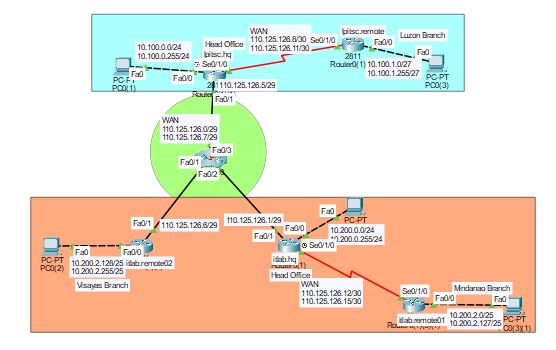 WAN
110.125.126.8/30
110.125.126.11/30
Se0/1/0
lpitsc.remote
Fa0/0
Luzon Branch
2811
Router0(1)
Fa0
10.100.1.0/27
10.100.1.255/27
PC-PT
PC0(3)
10.100.0.0/24
10.100.0.255/24
Head Office
lpitsc.hq
Se0/1/0
Fa0
Fa0/0
PC-PT
PC0(1)
110.125.126.5/29
Fa0/1
WAN
110.125.126.0/29
110.125.126.7/29
Fa0/3
Fa0/1
Fa0/2
Fa0/1
110.125.126.6/29
110.125.126.1/29
Fa0
PC-PT
Fa0/0
Fa0/1
Se0/1/0
10.200.0.0/24
10.200.0.255/24
Fa0
Fa0/0
itlab.remote02
PC-PT
PC0(2)
10.200.2.128/25
10.200.2.255/25
Visayas Branch
itlab.hq
Head Office
WAN
110.125.126.12/30
110.125.126.15/30
Se0/1/0
Mindanao Branch
Fa0/0
Fa0
itlab.remote01
10.200.2.0/25
10.200.2.127/25
PC-PT
PC0(3)(1)